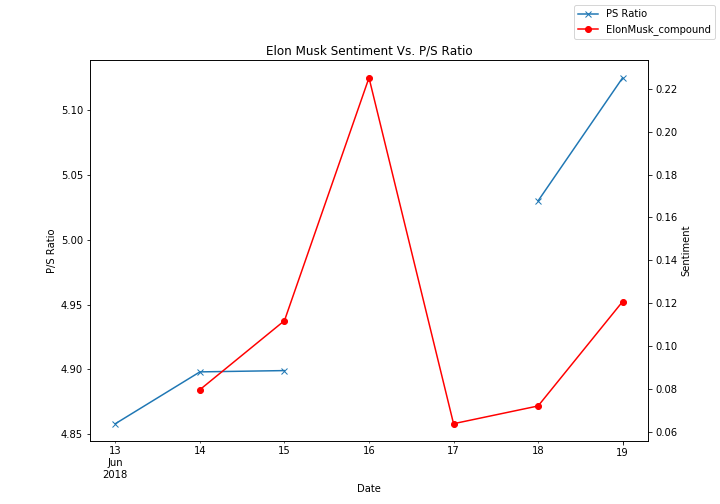 PS Ratio
ElonMusk_compound
Elon Musk Sentiment Vs. P/S Ratio
5.10
5.05
5.00
4.95
4.90
4.85
P/S Ratio
0.22
0.20
0.18
0.16
0.14
0.12
0.10
0.08
0.06
Sentiment
13 14 15 16 17 18 19
Jun
2018
Date